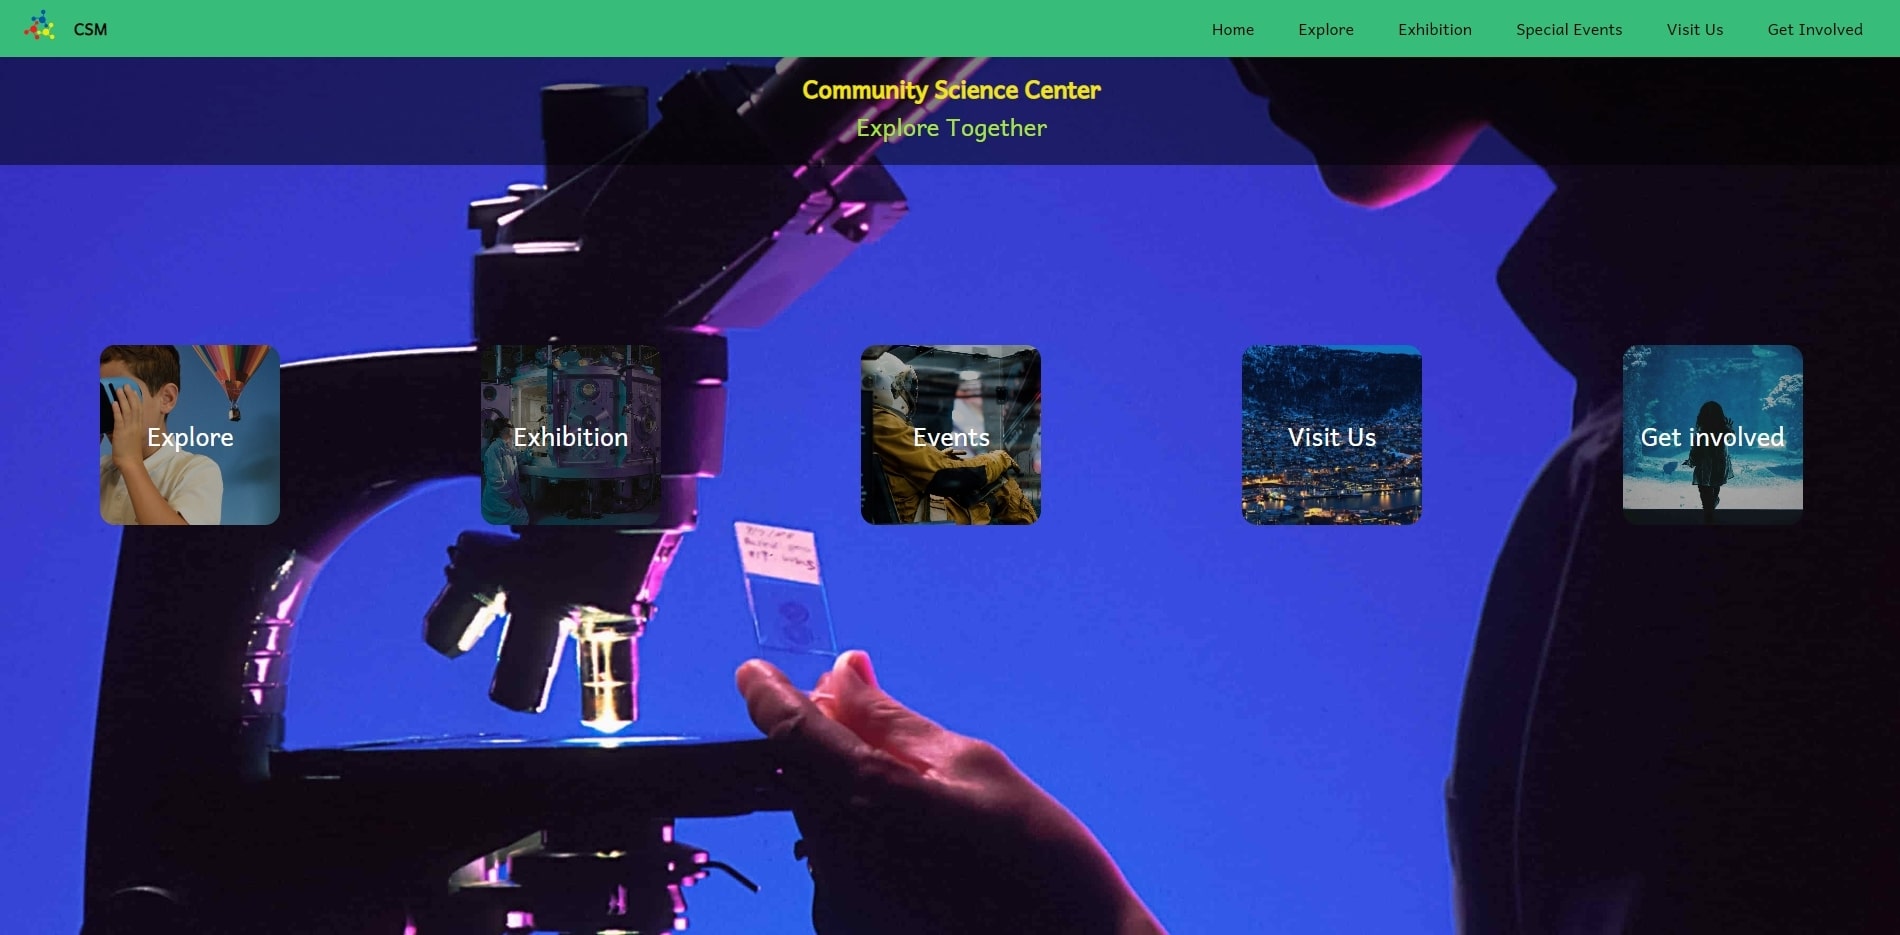 CSM
Home Explore Exhibition Special Events Visit Us Get Involved
Community Science Center
Explore Together
Explore Exhibition Events Visit Us Get involved